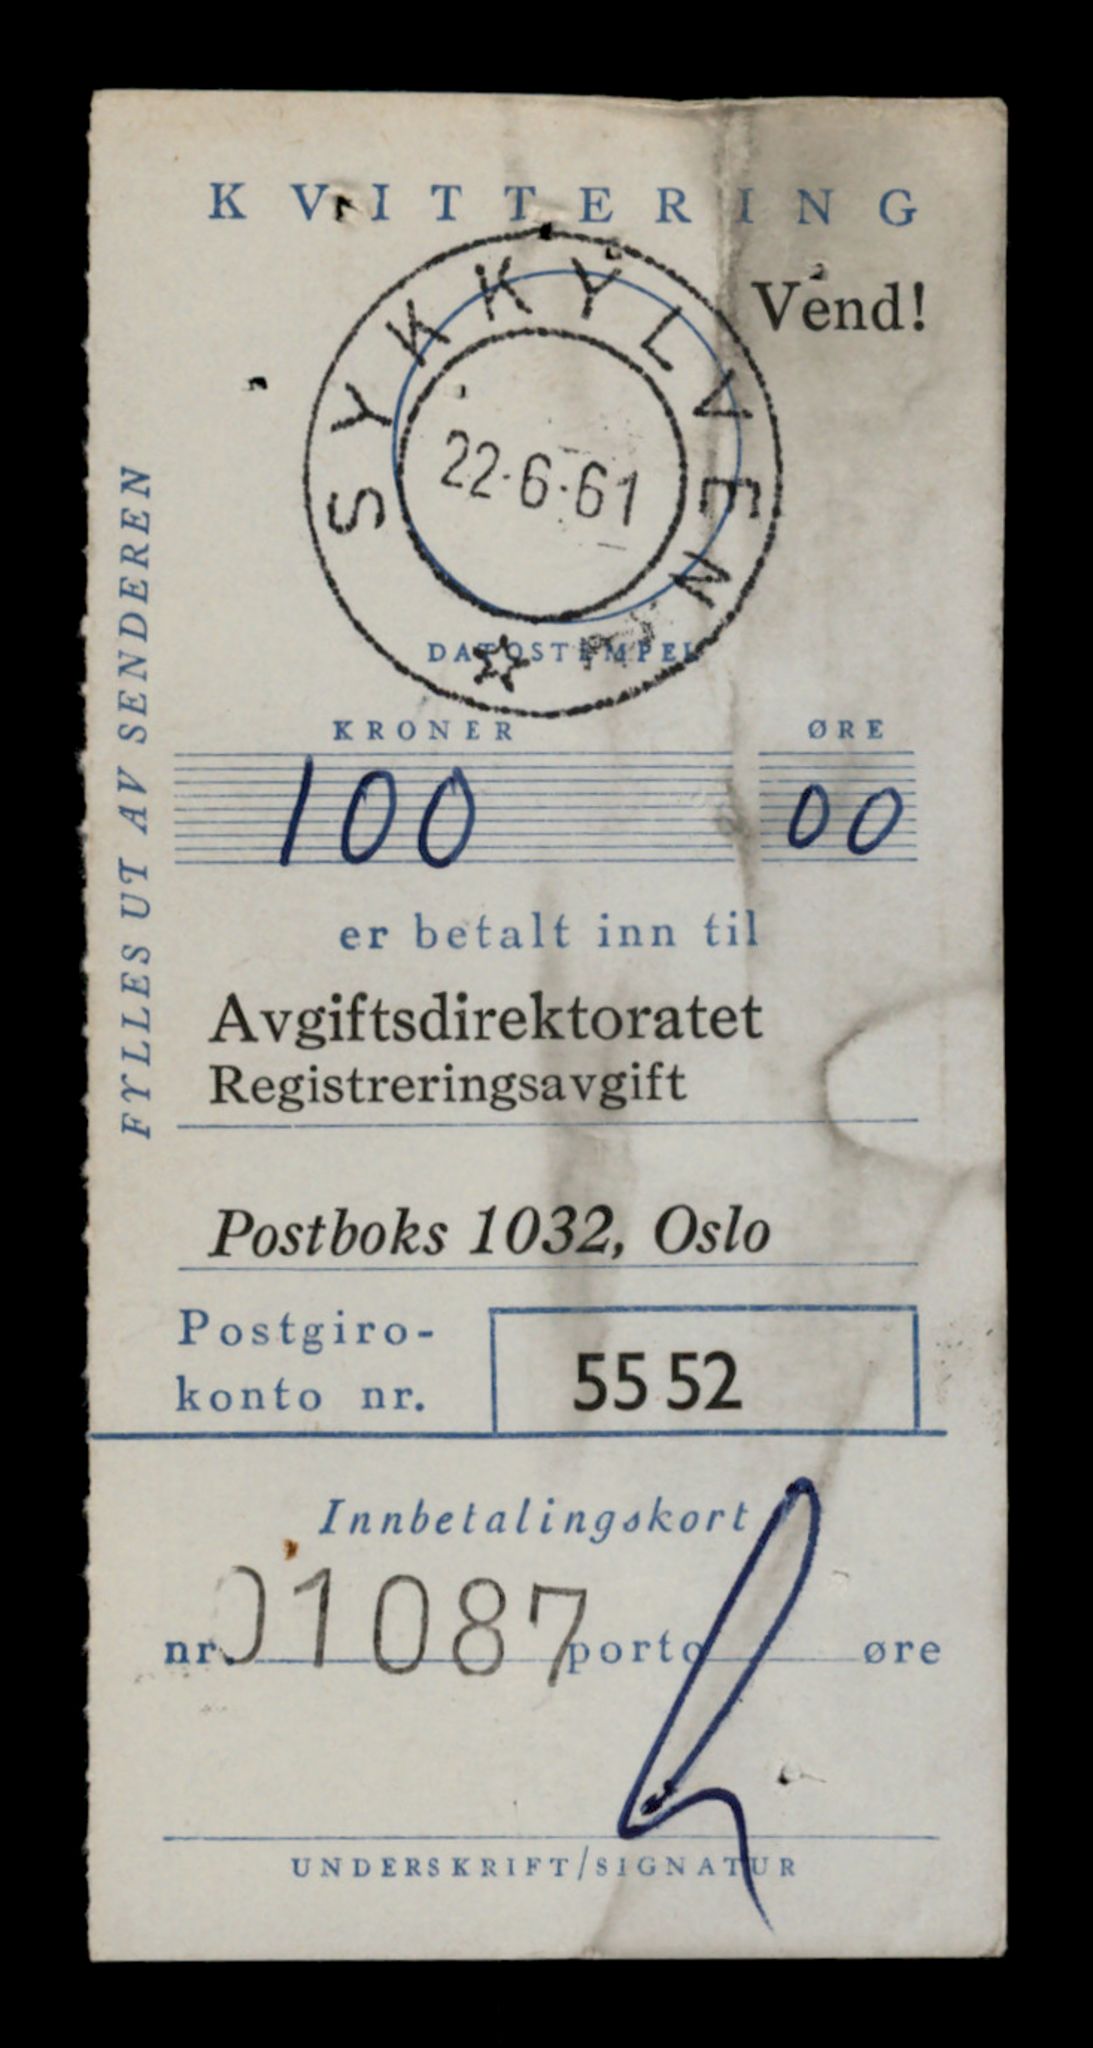 KVITTERING
Vend!
SYKKYLVEN
22·6·61
DATOSTEMPEL
FYLLES UT AV SENDEREN
KRONER ØRE
100 00
er betalt inn til
Avgiftsdirektoratet
Registreringsavgift
Postboks 1032, Oslo
Postgiro-
konto nr. 55 52
Innbetalingskort
nr. 01087 porto øre
UNDERSKRIFT/SIGNATUR